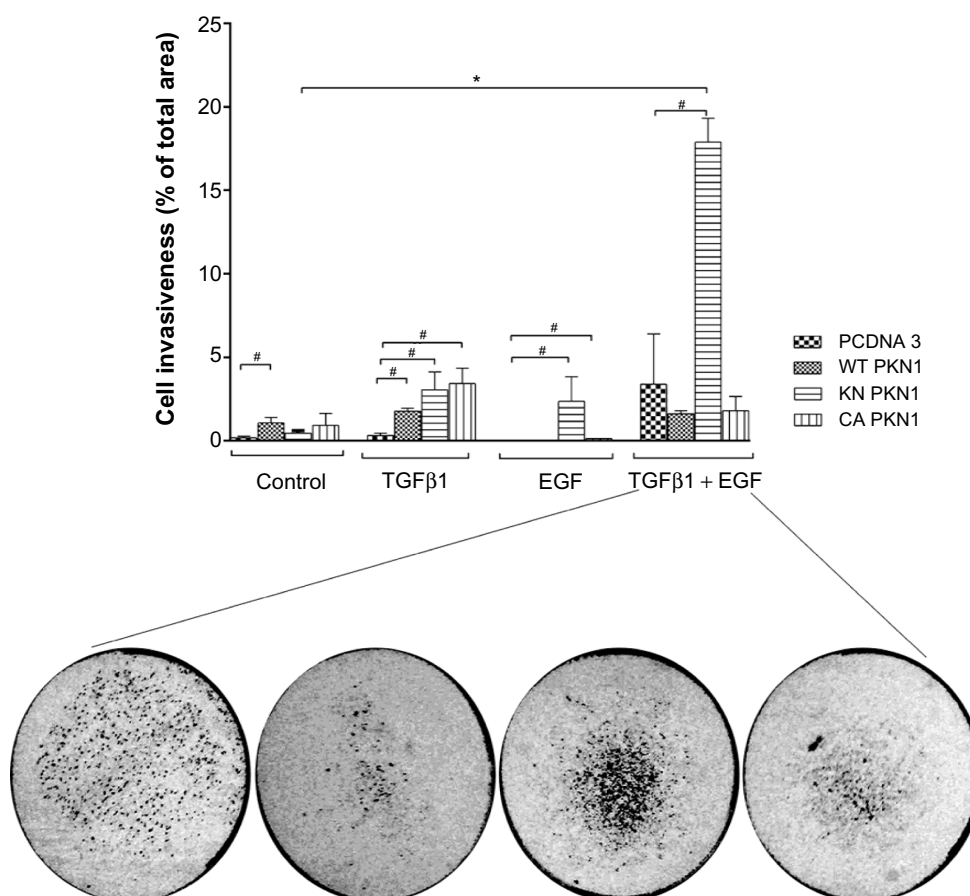 Cell invasiveness (% of total area)
25
20
15
10
5
0
*
#
#
#
#
#
#
#
Control
TGFβ1
EGF
TGFβ1 + EGF
PCDNA 3
WT PKN1
KN PKN1
CA PKN1